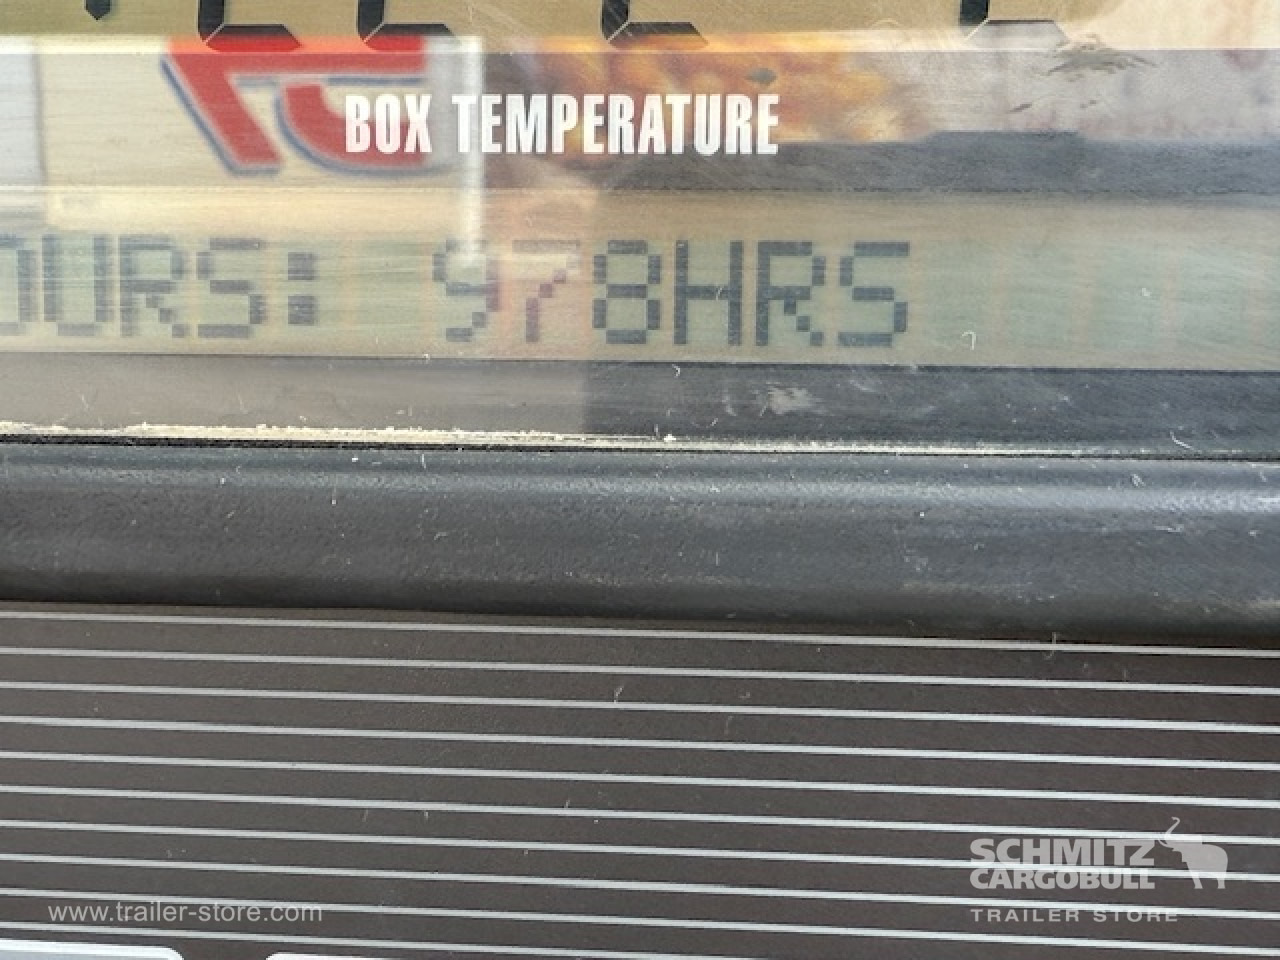 BOX TEMPERATURE
OURS: 978HRS
SCHMITZ
CARGOBULL
TRAILER STORE
www.trailer-store.com